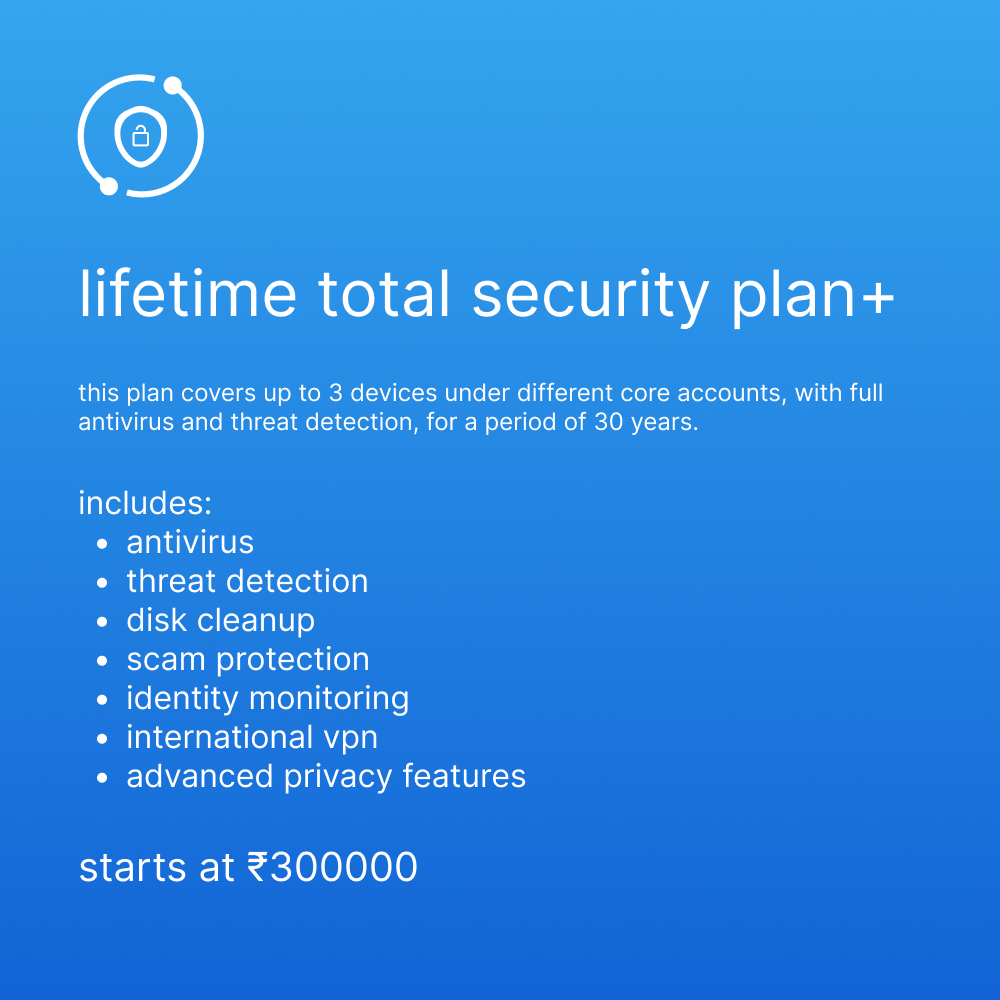 lifetime total security plan+
this plan covers up to 3 devices under different core accounts, with full
antivirus and threat detection, for a period of 30 years.
includes:
• antivirus
• threat detection
• disk cleanup
• scam protection
• identity monitoring
• international vpn
• advanced privacy features
starts at ₹300000